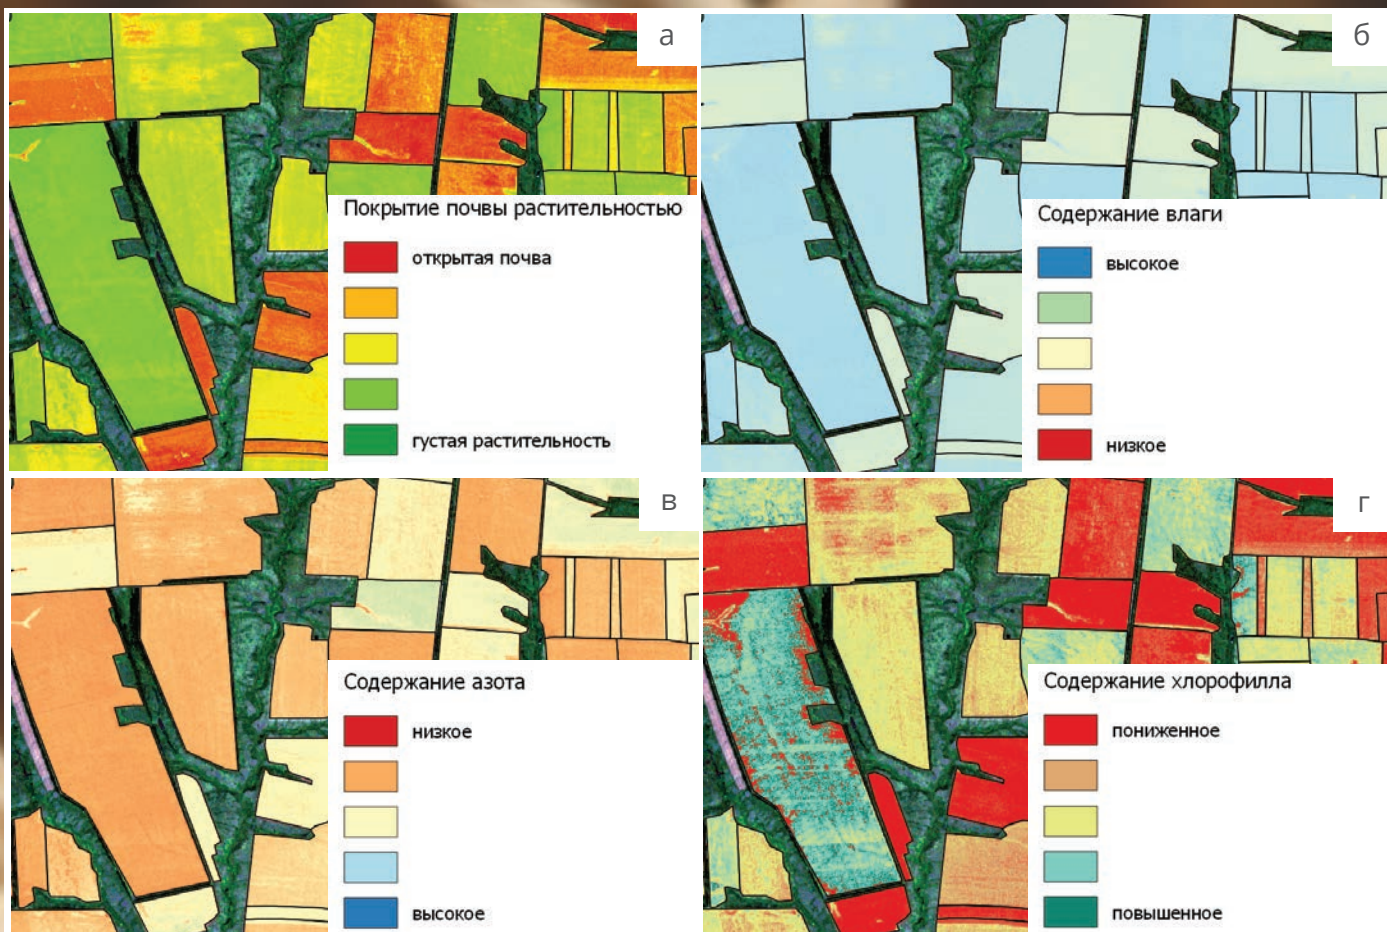 а
Покрытие почвы растительностью
открытая почва
густая растительность
б
Содержание влаги
высокое
низкое
в
Содержание азота
низкое
высокое
г
Содержание хлорофилла
пониженное
повышенное